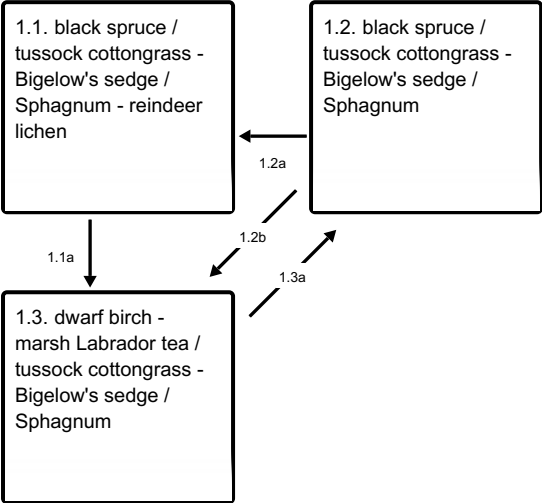 1.1. black spruce /
tussock cottongrass -
Bigelow's sedge /
Sphagnum - reindeer
lichen
1.2. black spruce /
tussock cottongrass -
Bigelow's sedge /
Sphagnum
1.2a
1.2b
1.1a
1.3a
1.3. dwarf birch -
marsh Labrador tea /
tussock cottongrass -
Bigelow's sedge /
Sphagnum